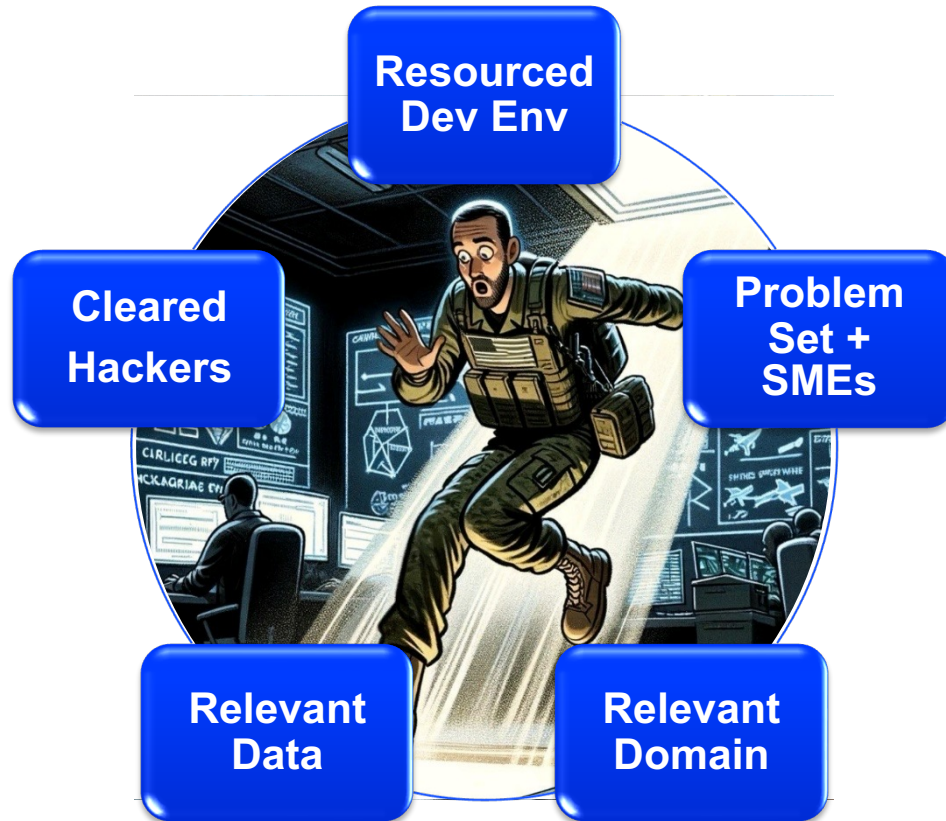 Resourced
Dev Env
Cleared
Hackers
Problem
Set +
SMEs
Relevant
Data
Relevant
Domain